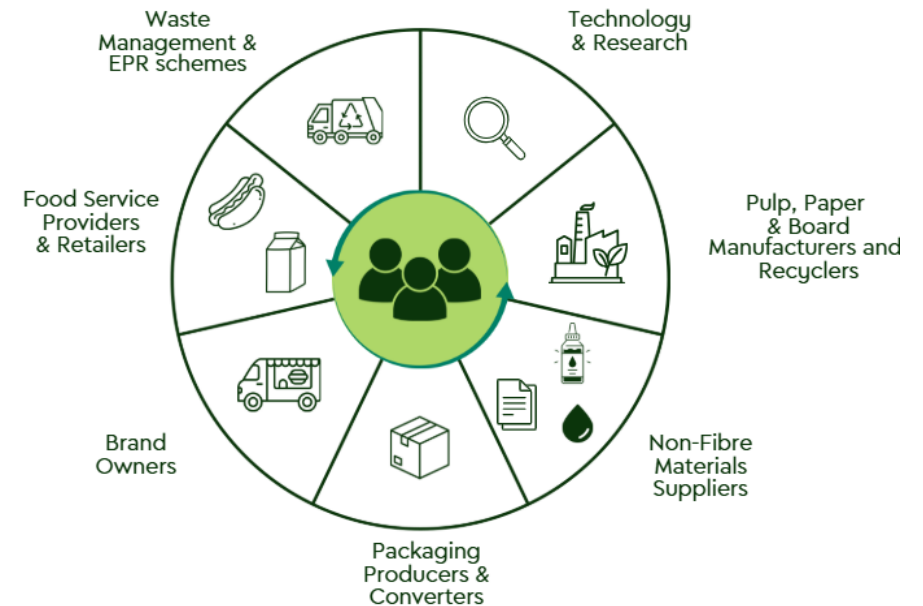 Waste
Management &
EPR schemes
Technology
& Research
Food Service
Providers
& Retailers
Pulp, Paper
& Board
Manufacturers and
Recyclers
Brand
Owners
Non-Fibre
Materials
Suppliers
Packaging
Producers &
Converters